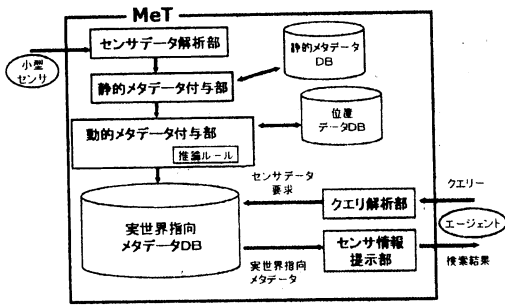 MeT
センサデータ解析部
小型
センサ
静的メタデータ
DB
静的メタデータ付与部
位置
データDB
動的メタデータ付与部
推論ルール
センサデータ
要求
クエリー
クエリ解析部
実世界指向
メタデータDB
エージェント
センサ情報
提示部
検索結果
実世界指向
メタデータ